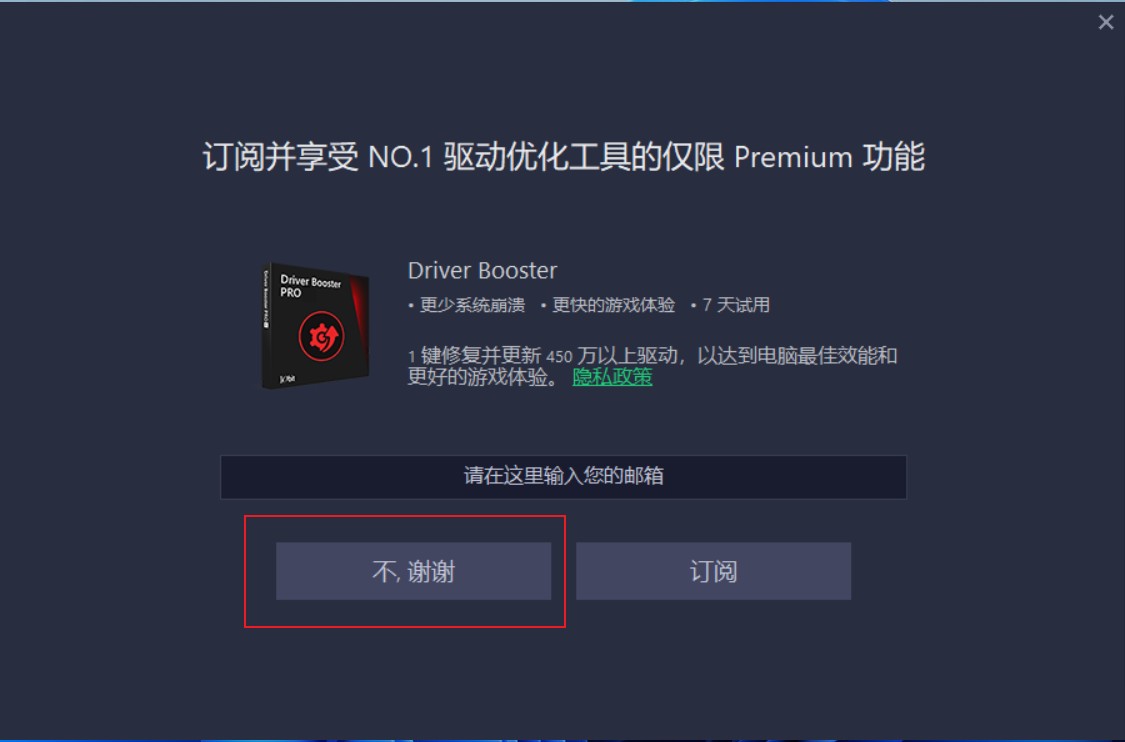 订阅并享受 NO.1 驱动优化工具的仅限 Premium 功能
Driver Booster
PRO
Driver Booster
• 更少系统崩溃 • 更快的游戏体验 • 7 天试用
1 键修复并更新 450 万以上驱动，以达到电脑最佳效能和
更好的游戏体验。 隐私政策
请在这里输入您的邮箱
不, 谢谢
订阅